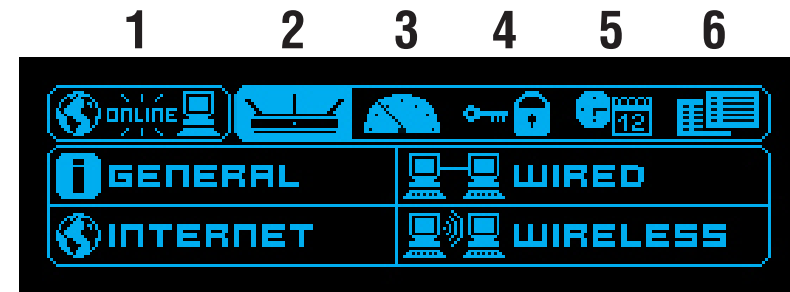 1 2 3 4 5 6
ONLINE 12
GENERAL WIRED
INTERNET WIRELESS